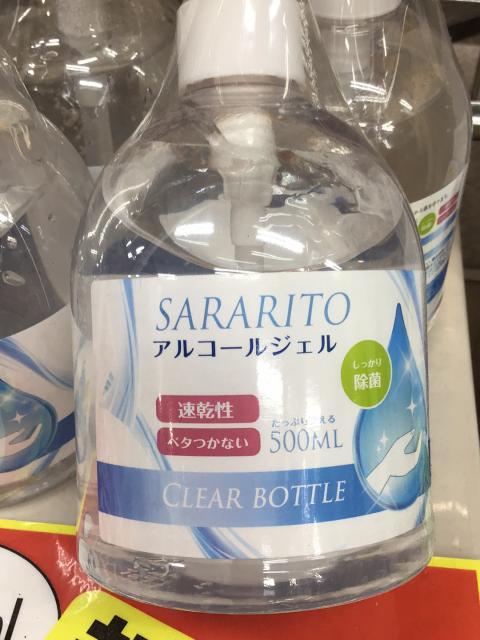 SARARITO
アルコールジェル
しっかり
除菌
速乾性
ベタつかない
たっぷり使える
500ML
CLEAR BOTTLE